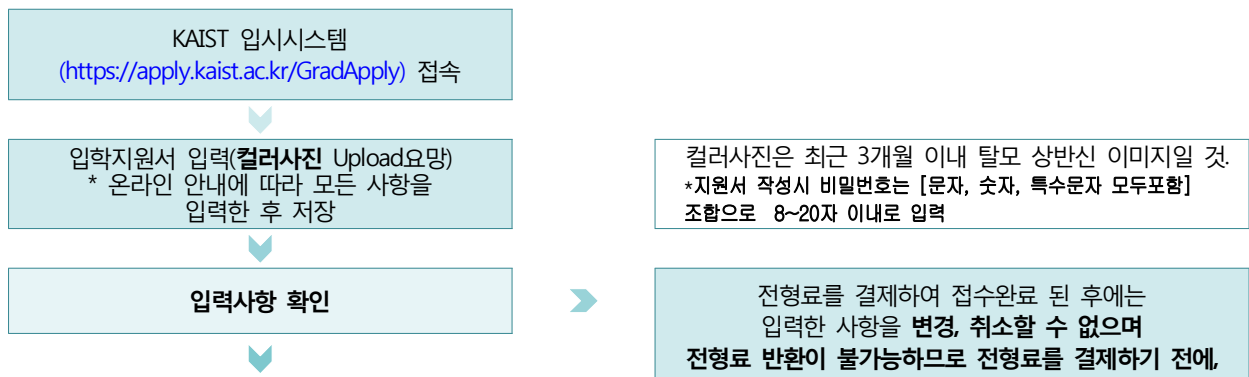 KAIST 입시시스템
(https://apply.kaist.ac.kr/GradApply) 접속
입학지원서 입력(컬러사진 Upload요망)
* 온라인 안내에 따라 모든 사항을
입력한 후 저장
컬러사진은 최근 3개월 이내 탈모 상반신 이미지일 것.
*지원서 작성시 비밀번호는 [문자, 숫자, 특수문자 모두포함]
조합으로 8~20자 이내로 입력
입력사항 확인
전형료를 결제하여 접수완료 된 후에는
입력한 사항을 변경, 취소할 수 없으며
전형료 반환이 불가능하므로 전형료를 결제하기 전에,